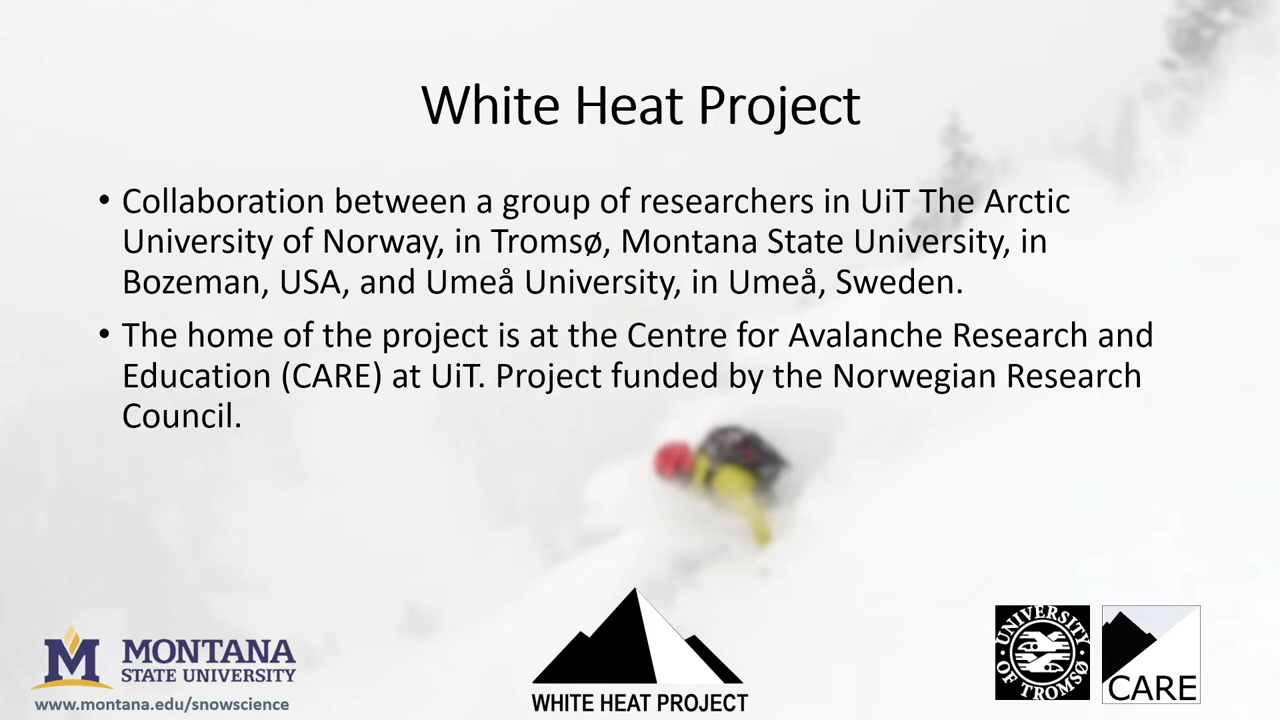 White Heat Project
• Collaboration between a group of researchers in UiT The Arctic
University of Norway, in Tromsø, Montana State University, in
Bozeman, USA, and Umeå University, in Umeå, Sweden.
• The home of the project is at the Centre for Avalanche Research and
Education (CARE) at UiT. Project funded by the Norwegian Research
Council.
M MONTANA
STATE UNIVERSITY
www.montana.edu/snowscience
WHITE HEAT PROJECT
UNIVERSITY
OF TROMSØ
CARE